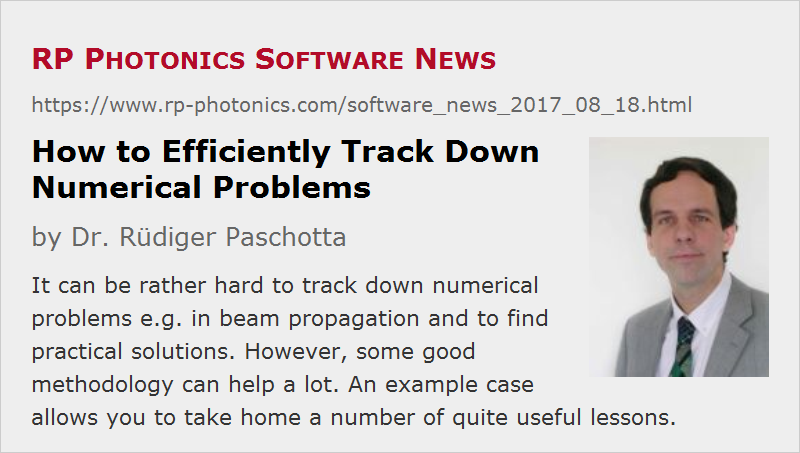 RP Photonics Software News
https://www.rp-photonics.com/software_news_2017_08_18.html
How to Efficiently Track Down
Numerical Problems
by Dr. Rüdiger Paschotta
It can be rather hard to track down numerical
problems e.g. in beam propagation and to find
practical solutions. However, some good
methodology can help a lot. An example case
allows you to take home a number of quite useful lessons.